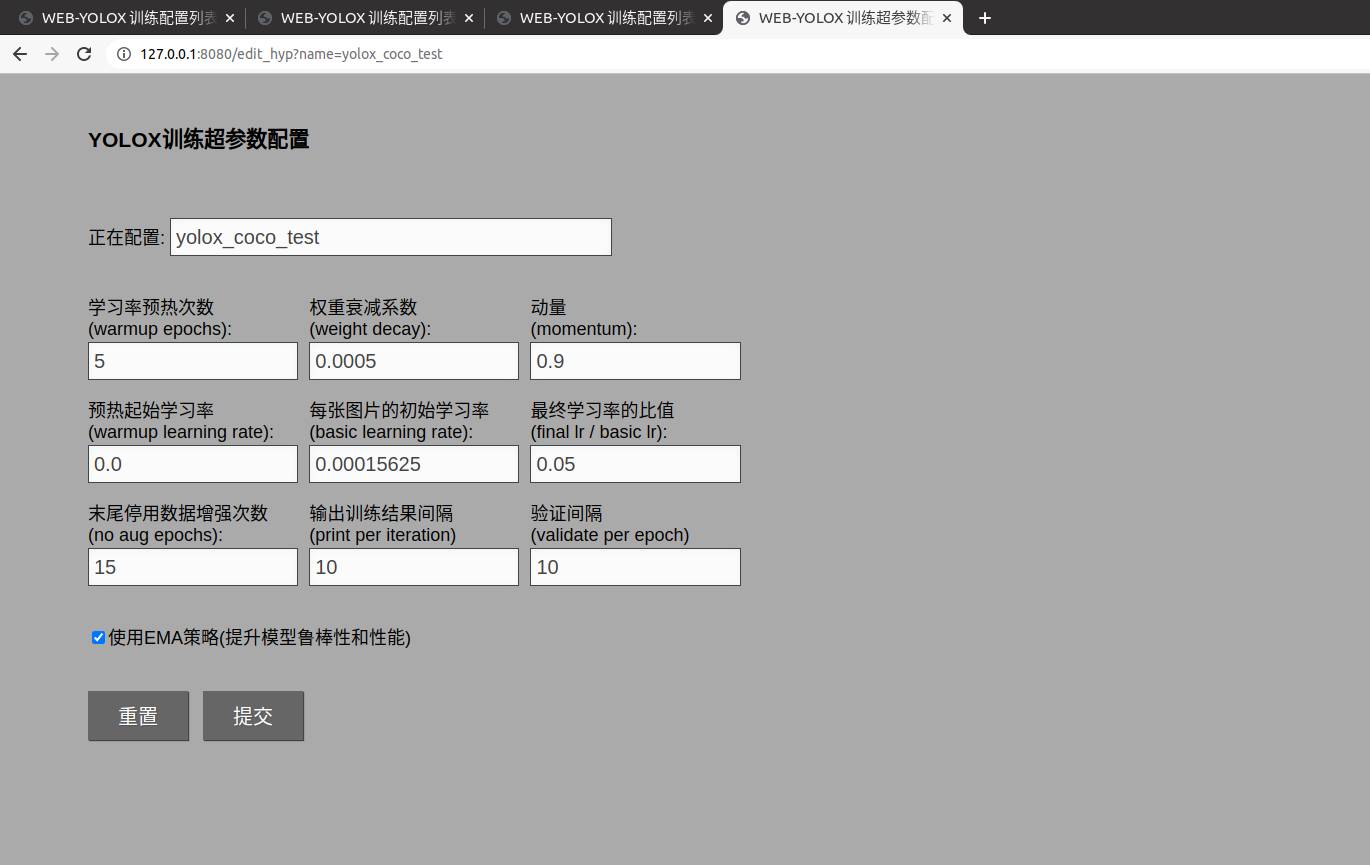 WEB-YOLOX 训练配置列表
WEB-YOLOX 训练配置列表
WEB-YOLOX 训练配置列表
WEB-YOLOX 训练超参数配
127.0.0.1:8080/edit_hyp?name=yolox_coco_test
YOLOX训练超参数配置
正在配置: yolox_coco_test
学习率预热次数 权重衰减系数 动量
(warmup epochs): (weight decay): (momentum):
5 0.0005 0.9
预热起始学习率 每张图片的初始学习率 最终学习率的比值
(warmup learning rate): (basic learning rate): (final lr / basic lr):
0.0 0.00015625 0.05
末尾停用数据增强次数 输出训练结果间隔 验证间隔
(no aug epochs): (print per iteration) (validate per epoch)
15 10 10
使用EMA策略(提升模型鲁棒性和性能)
重置 提交